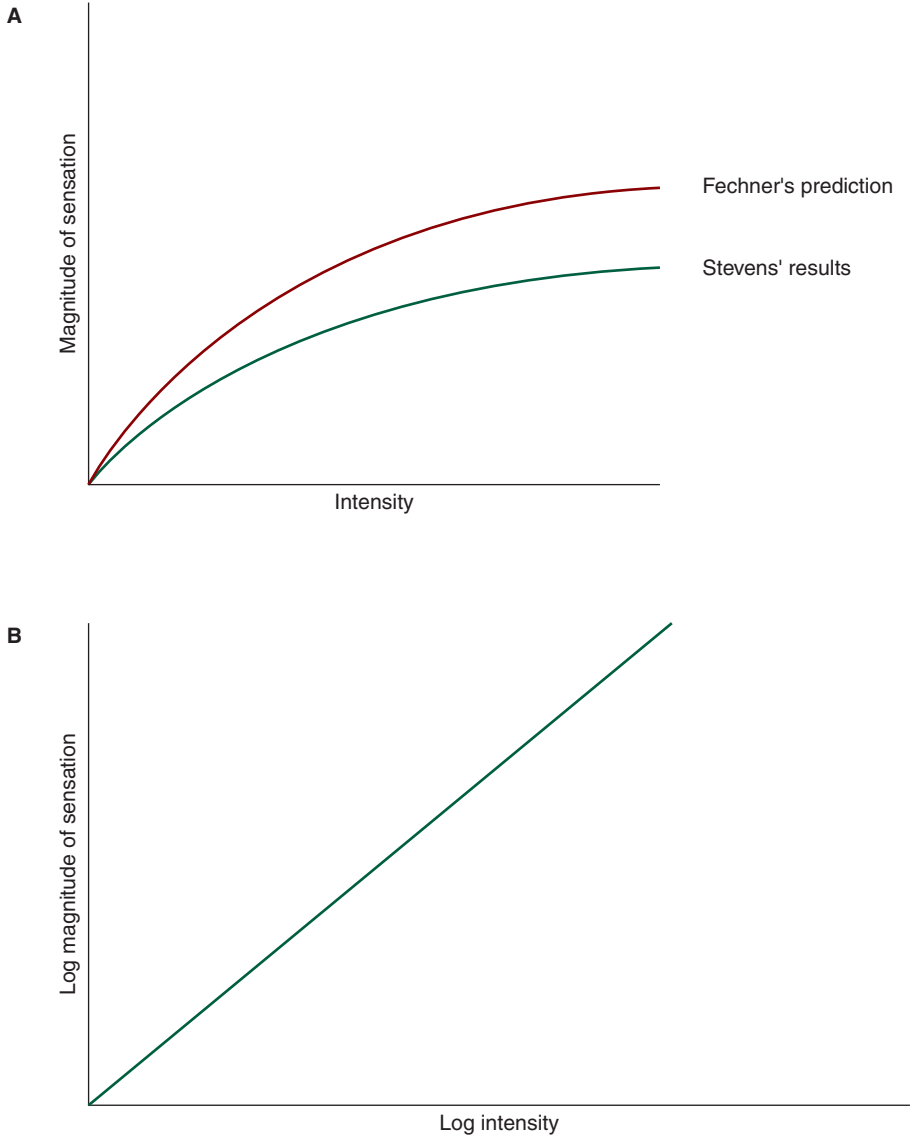 A
Magnitude of sensation
Fechner's prediction
Stevens' results
Intensity
B
Log magnitude of sensation
Log intensity